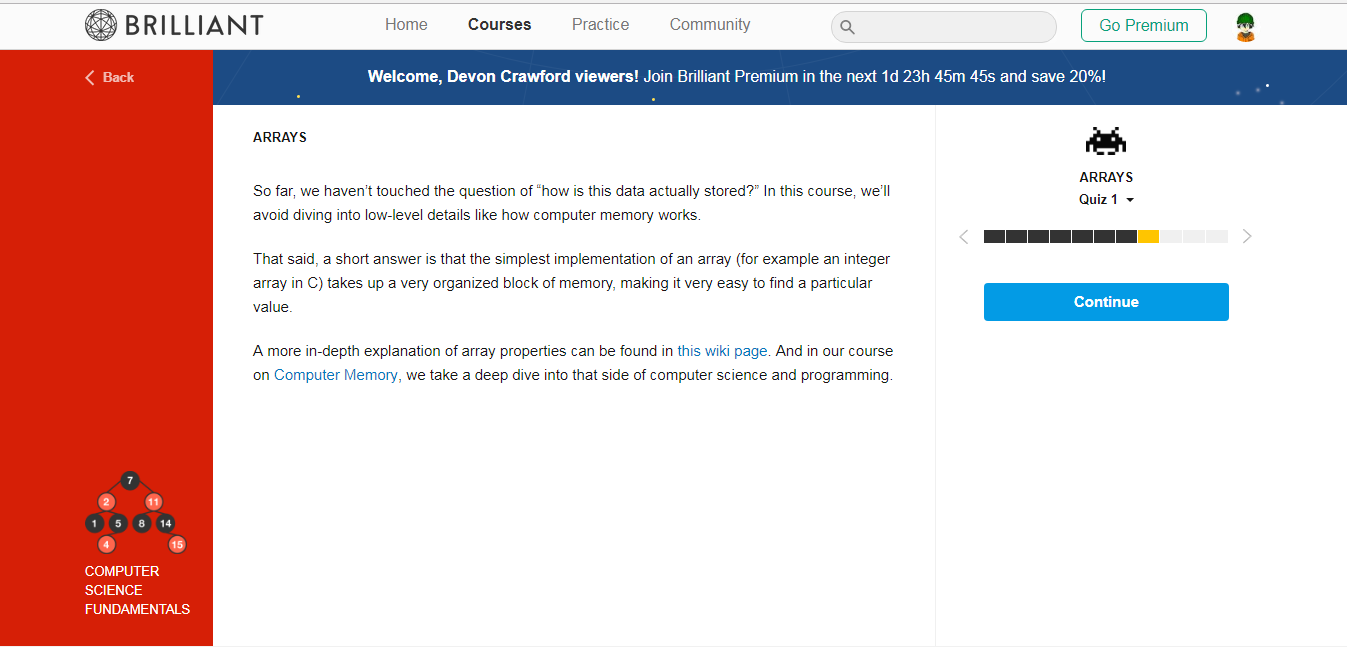 BRILLIANT
Home Courses Practice Community
Go Premium
Back
Welcome, Devon Crawford viewers! Join Brilliant Premium in the next 1d 23h 45m 45s and save 20%!
ARRAYS
So far, we haven’t touched the question of “how is this data actually stored?” In this course, we’ll
avoid diving into low-level details like how computer memory works.
That said, a short answer is that the simplest implementation of an array (for example an integer
array in C) takes up a very organized block of memory, making it very easy to find a particular
value.
A more in-depth explanation of array properties can be found in this wiki page. And in our course
on Computer Memory, we take a deep dive into that side of computer science and programming.
ARRAYS
Quiz 1
Continue
7
2 11
1 5 8 14
4 15
COMPUTER
SCIENCE
FUNDAMENTALS